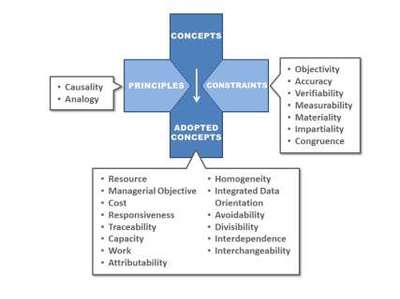 CONCEPTS
PRINCIPLES
CONSTRAINTS
ADOPTED
CONCEPTS
• Causality
• Analogy
• Objectivity
• Accuracy
• Verifiability
• Measurability
• Materiality
• Impartiality
• Congruence
• Resource
• Managerial Objective
• Cost
• Responsiveness
• Traceability
• Capacity
• Work
• Attributability
• Homogeneity
• Integrated Data
Orientation
• Avoidability
• Divisibility
• Interdependence
• Interchangeability